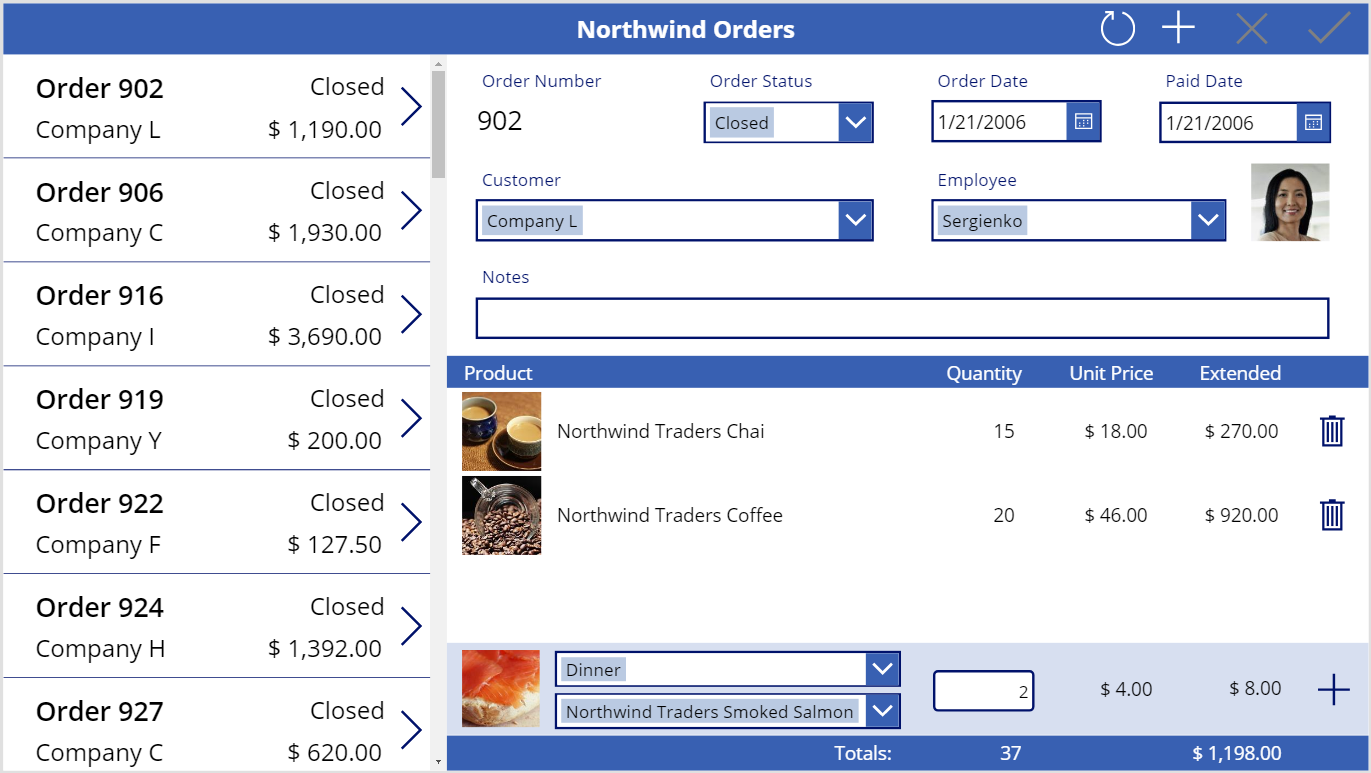 Northwind Orders
Order 902 Closed
Company L $ 1,190.00
Order 906 Closed
Company C $ 1,930.00
Order 916 Closed
Company I $ 3,690.00
Order 919 Closed
Company Y $ 200.00
Order 922 Closed
Company F $ 127.50
Order 924 Closed
Company H $ 1,392.00
Order 927 Closed
Company C $ 620.00
Order Number Order Status Order Date Paid Date
902 Closed 1/21/2006 1/21/2006
Customer Employee
Company L Sergienko
Notes
Product Quantity Unit Price Extended
Northwind Traders Chai 15 $ 18.00 $ 270.00
Northwind Traders Coffee 20 $ 46.00 $ 920.00
Dinner
Northwind Traders Smoked Salmon 2 $ 4.00 $ 8.00
Totals: 37 $ 1,198.00